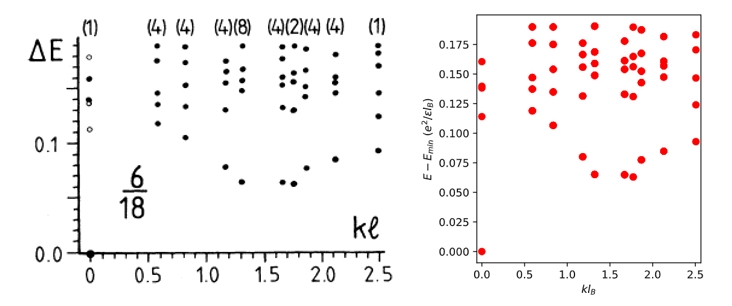 (1) (4) (4) (4) (8) (4) (2) (4) (4) (1)
ΔE
0.1
6
18
kℓ
0.0
0 0.5 1.0 1.5 2.0 2.5
0.175
0.150
0.125
0.100
0.075
0.050
0.025
0.000
E − E_min (e²/εl_B)
0.0 0.5 1.0 1.5 2.0 2.5
kl_B